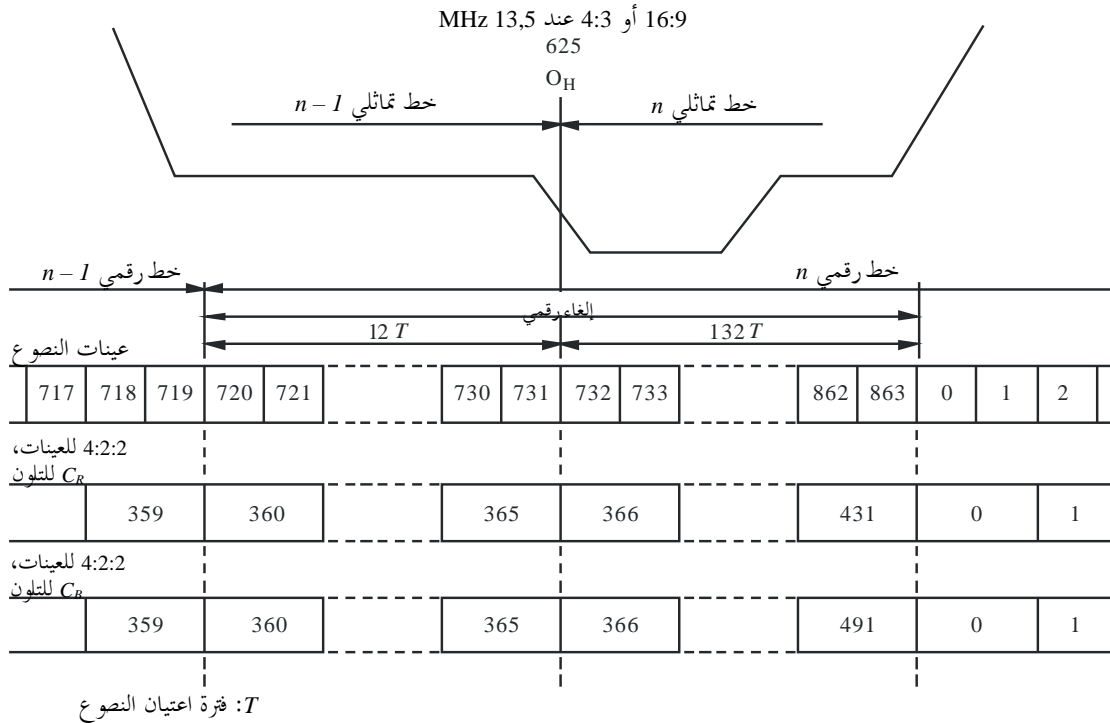 16:9 أو 4:3 عند 13,5 MHz
625
O_H
خط تماثلي n – 1
خط تماثلي n
خط رقمي n – 1
خط رقمي n
إلغاء رقمي
12 T
132 T
عينات النصوع
717 718 719 720 721 730 731 732 733 862 863 0 1 2
4:2:2 للعينات،
C_R للتلون
359 360 365 366 431 0 1
4:2:2 للعينات،
C_B للتلون
359 360 365 366 491 0 1
T: فترة اعتيان النصوع